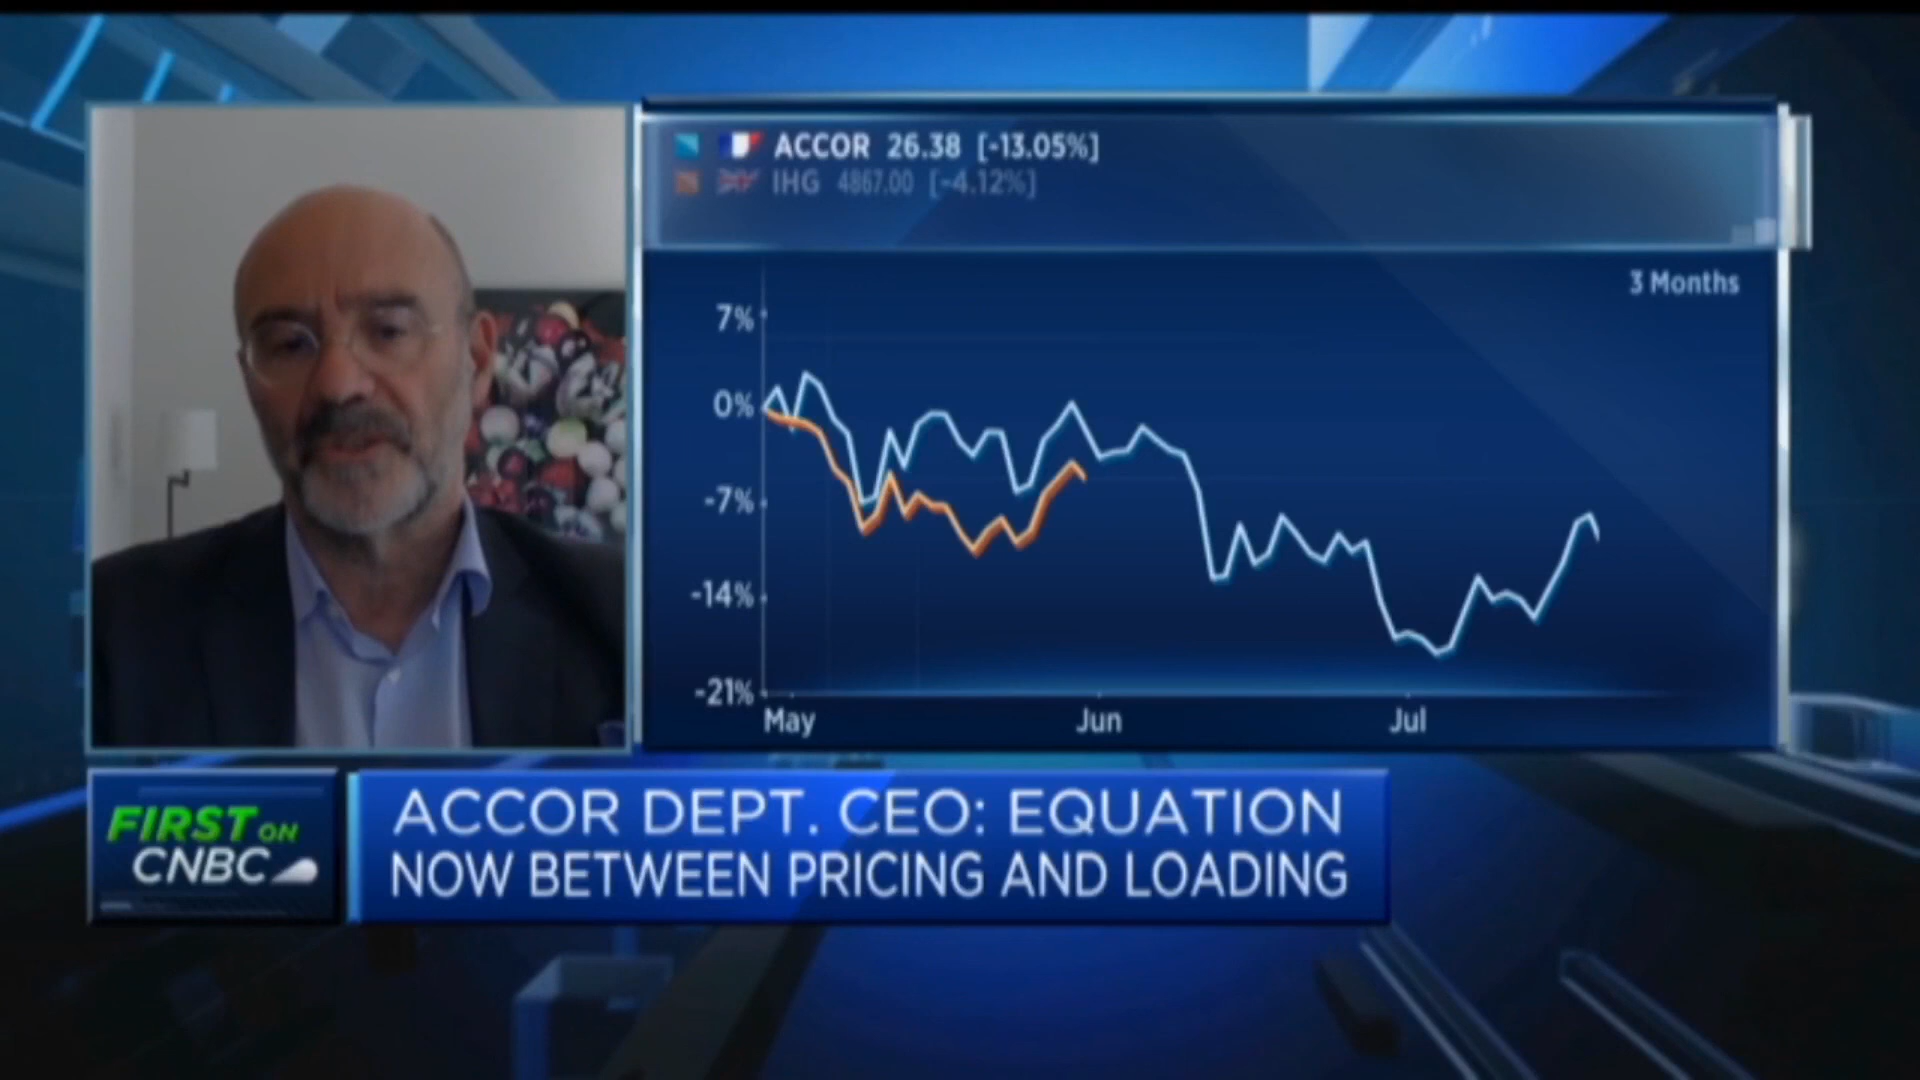 ACCOR 26.38 [-13.05%]
IHG 4867.00 [-4.12%]
3 Months
7%
0%
-7%
-14%
-21%
May
Jun
Jul
FIRST ON
CNBC
ACCOR DEPT. CEO: EQUATION
NOW BETWEEN PRICING AND LOADING